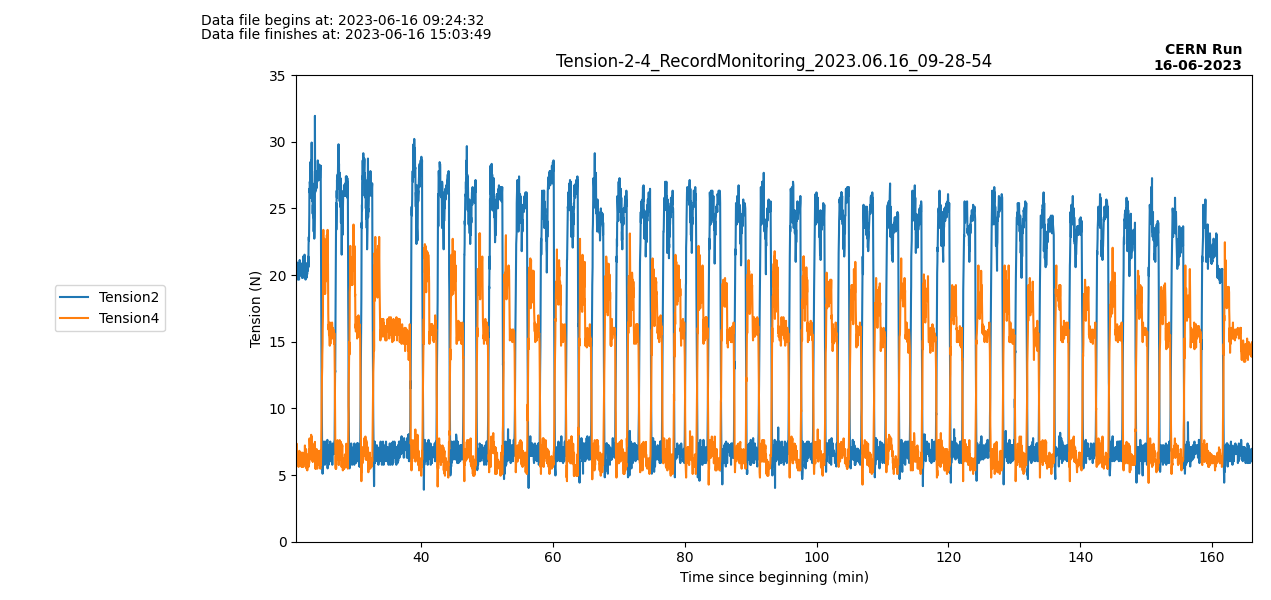 Data file begins at: 2023-06-16 09:24:32
Data file finishes at: 2023-06-16 15:03:49
CERN Run
16-06-2023
Tension-2-4_RecordMonitoring_2023.06.16_09-28-54
35
30
25
20
15
10
5
0
Tension (N)
Tension2
Tension4
40 60 80 100 120 140 160
Time since beginning (min)